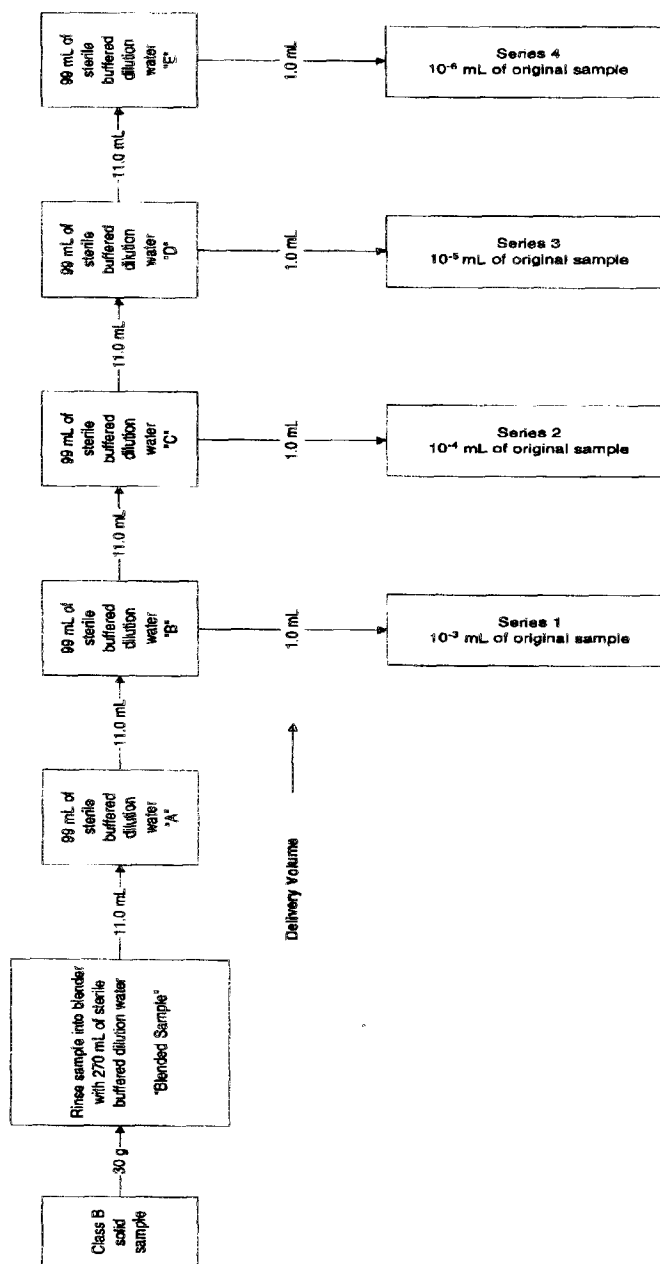 Class B
solid
sample
30 g
Rinse sample into blender
with 270 mL of sterile
buffered dilution water
"Blended Sample"
11.0 mL
99 mL of
sterile
buffered
dilution
water
"A"
11.0 mL
99 mL of
sterile
buffered
dilution
water
"B"
11.0 mL
99 mL of
sterile
buffered
dilution
water
"C"
11.0 mL
99 mL of
sterile
buffered
dilution
water
"D"
11.0 mL
99 mL of
sterile
buffered
dilution
water
"E"
Delivery Volume
1.0 mL
1.0 mL
1.0 mL
1.0 mL
Series 1
10⁻³ mL of original sample
Series 2
10⁻⁴ mL of original sample
Series 3
10⁻⁵ mL of original sample
Series 4
10⁻⁶ mL of original sample